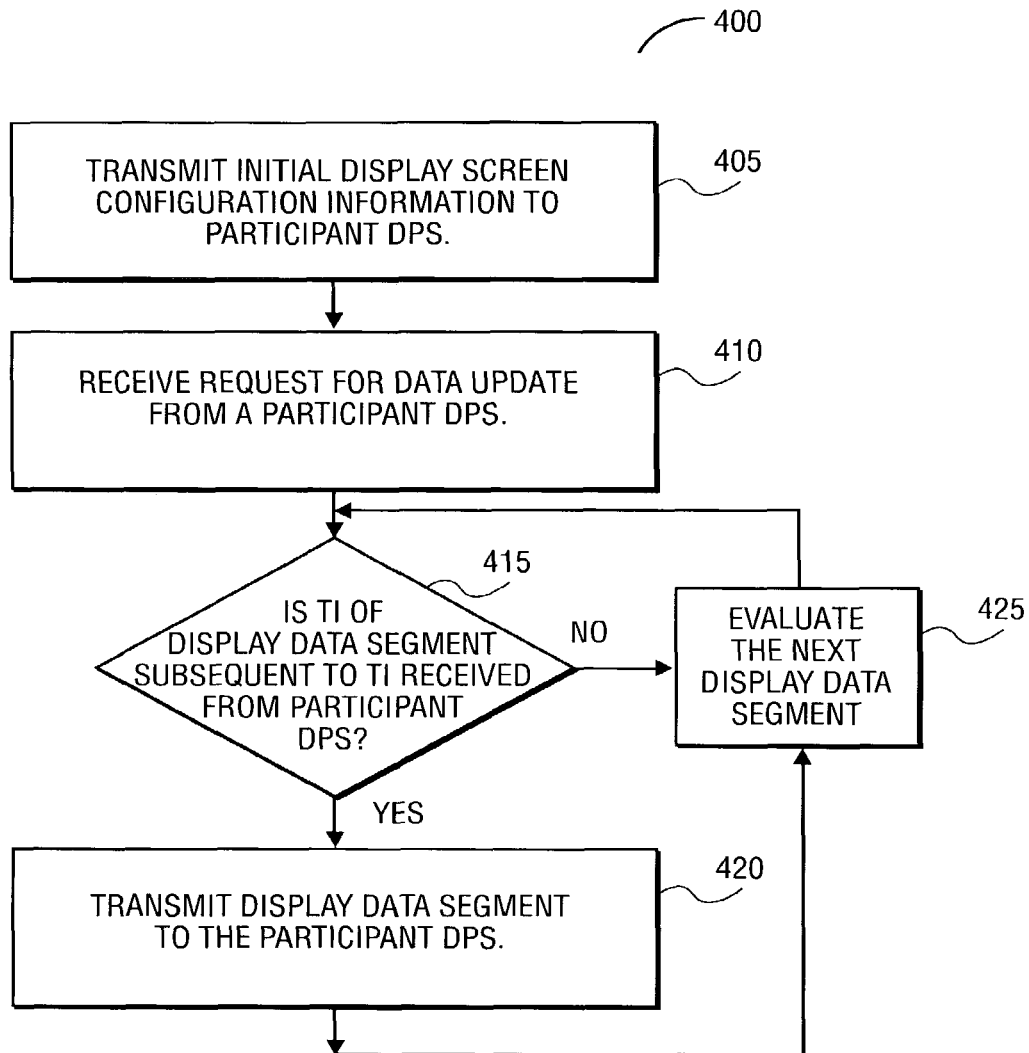 400
TRANSMIT INITIAL DISPLAY SCREEN
CONFIGURATION INFORMATION TO
PARTICIPANT DPS.
405
RECEIVE REQUEST FOR DATA UPDATE
FROM A PARTICIPANT DPS.
410
IS TI OF
DISPLAY DATA SEGMENT
SUBSEQUENT TO TI RECEIVED
FROM PARTICIPANT
DPS?
415
NO
EVALUATE
THE NEXT
DISPLAY DATA
SEGMENT
425
YES
TRANSMIT DISPLAY DATA SEGMENT
TO THE PARTICIPANT DPS.
420